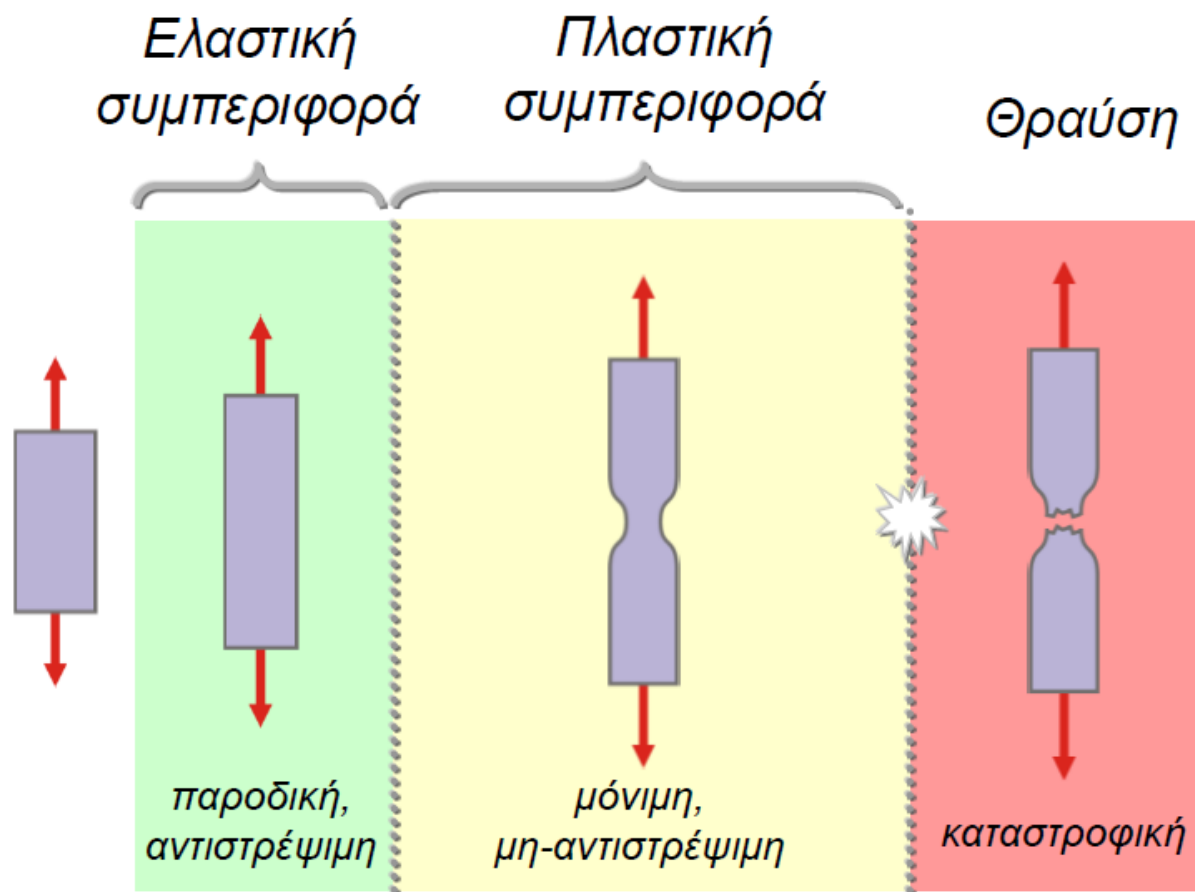 Ελαστική
συμπεριφορά
Πλαστική
συμπεριφορά
Θραύση
παροδική,
αντιστρέψιμη
μόνιμη,
μη-αντιστρέψιμη
καταστροφική